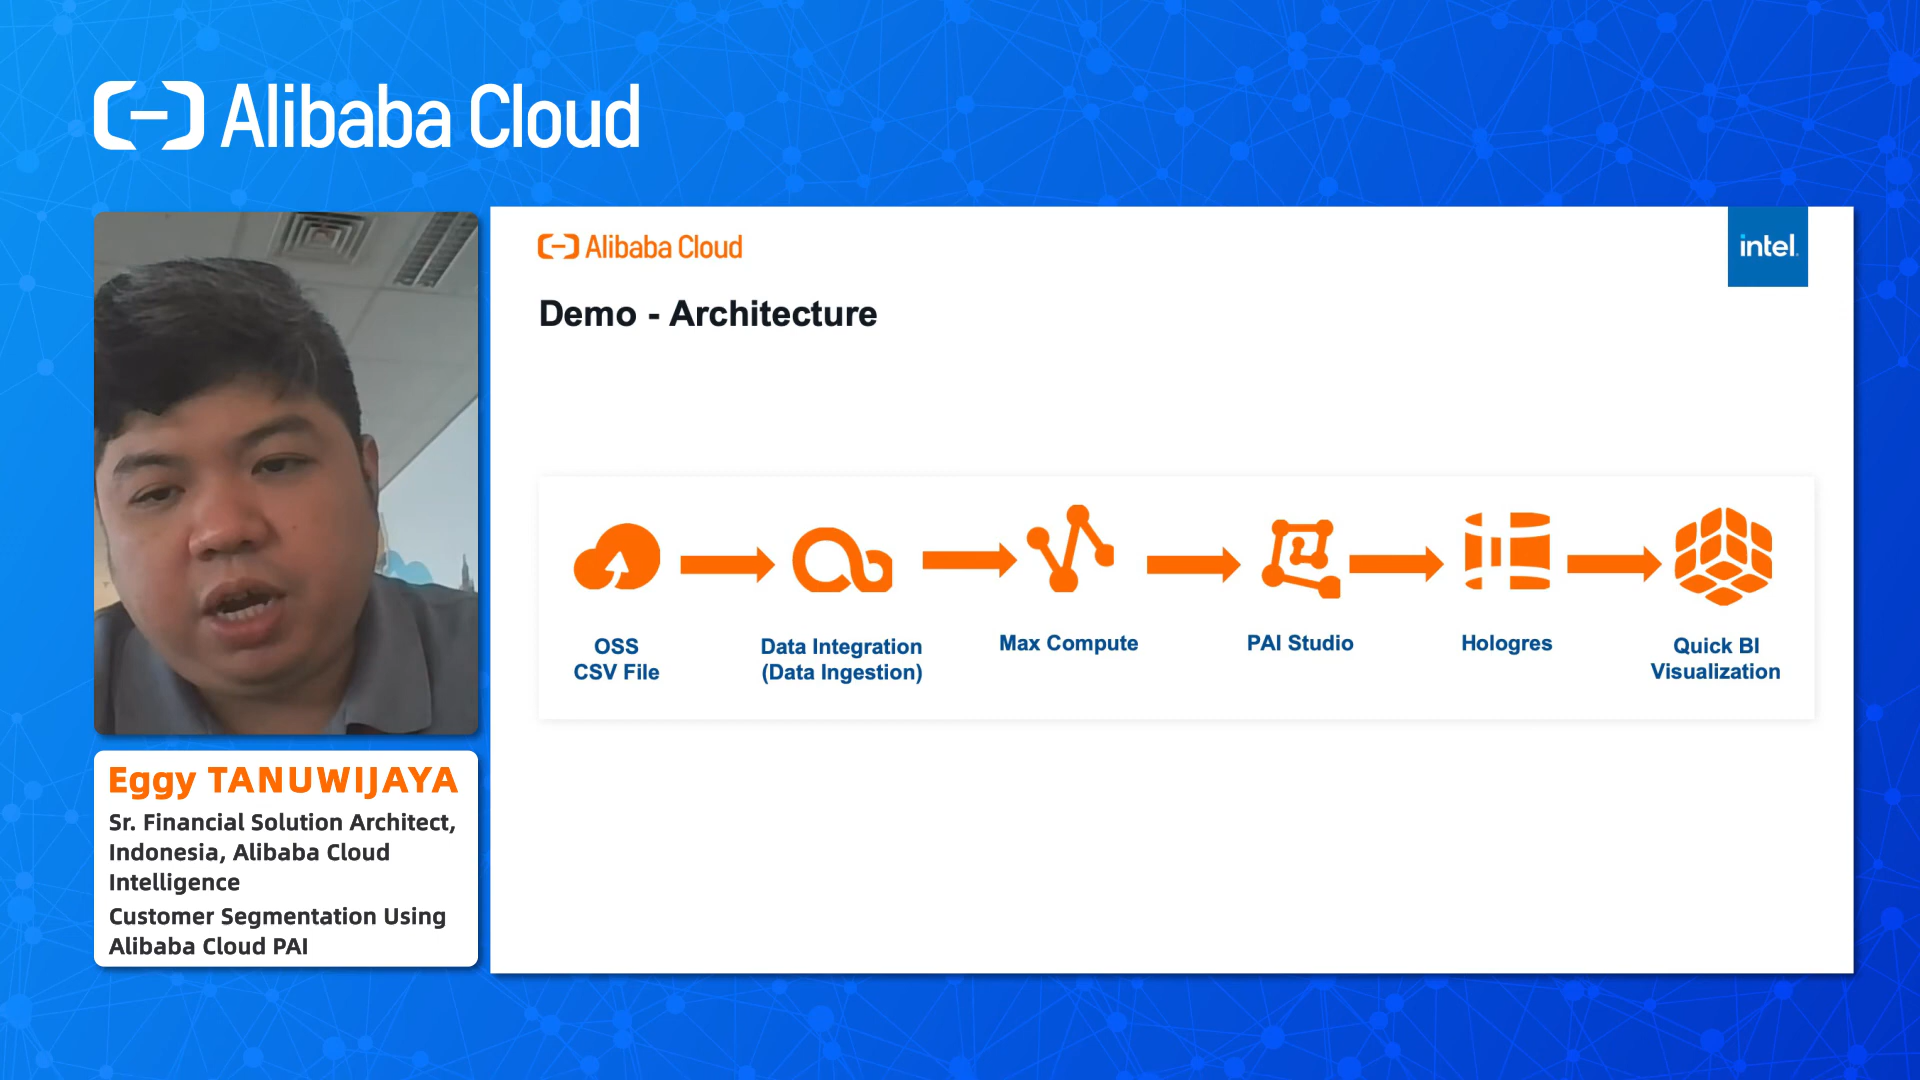 Alibaba Cloud
Alibaba Cloud
intel.
Demo - Architecture
OSS
CSV File
Data Integration
(Data Ingestion)
Max Compute
PAI Studio
Hologres
Quick BI
Visualization
Eggy TANUWIJAYA
Sr. Financial Solution Architect,
Indonesia, Alibaba Cloud
Intelligence
Customer Segmentation Using
Alibaba Cloud PAI